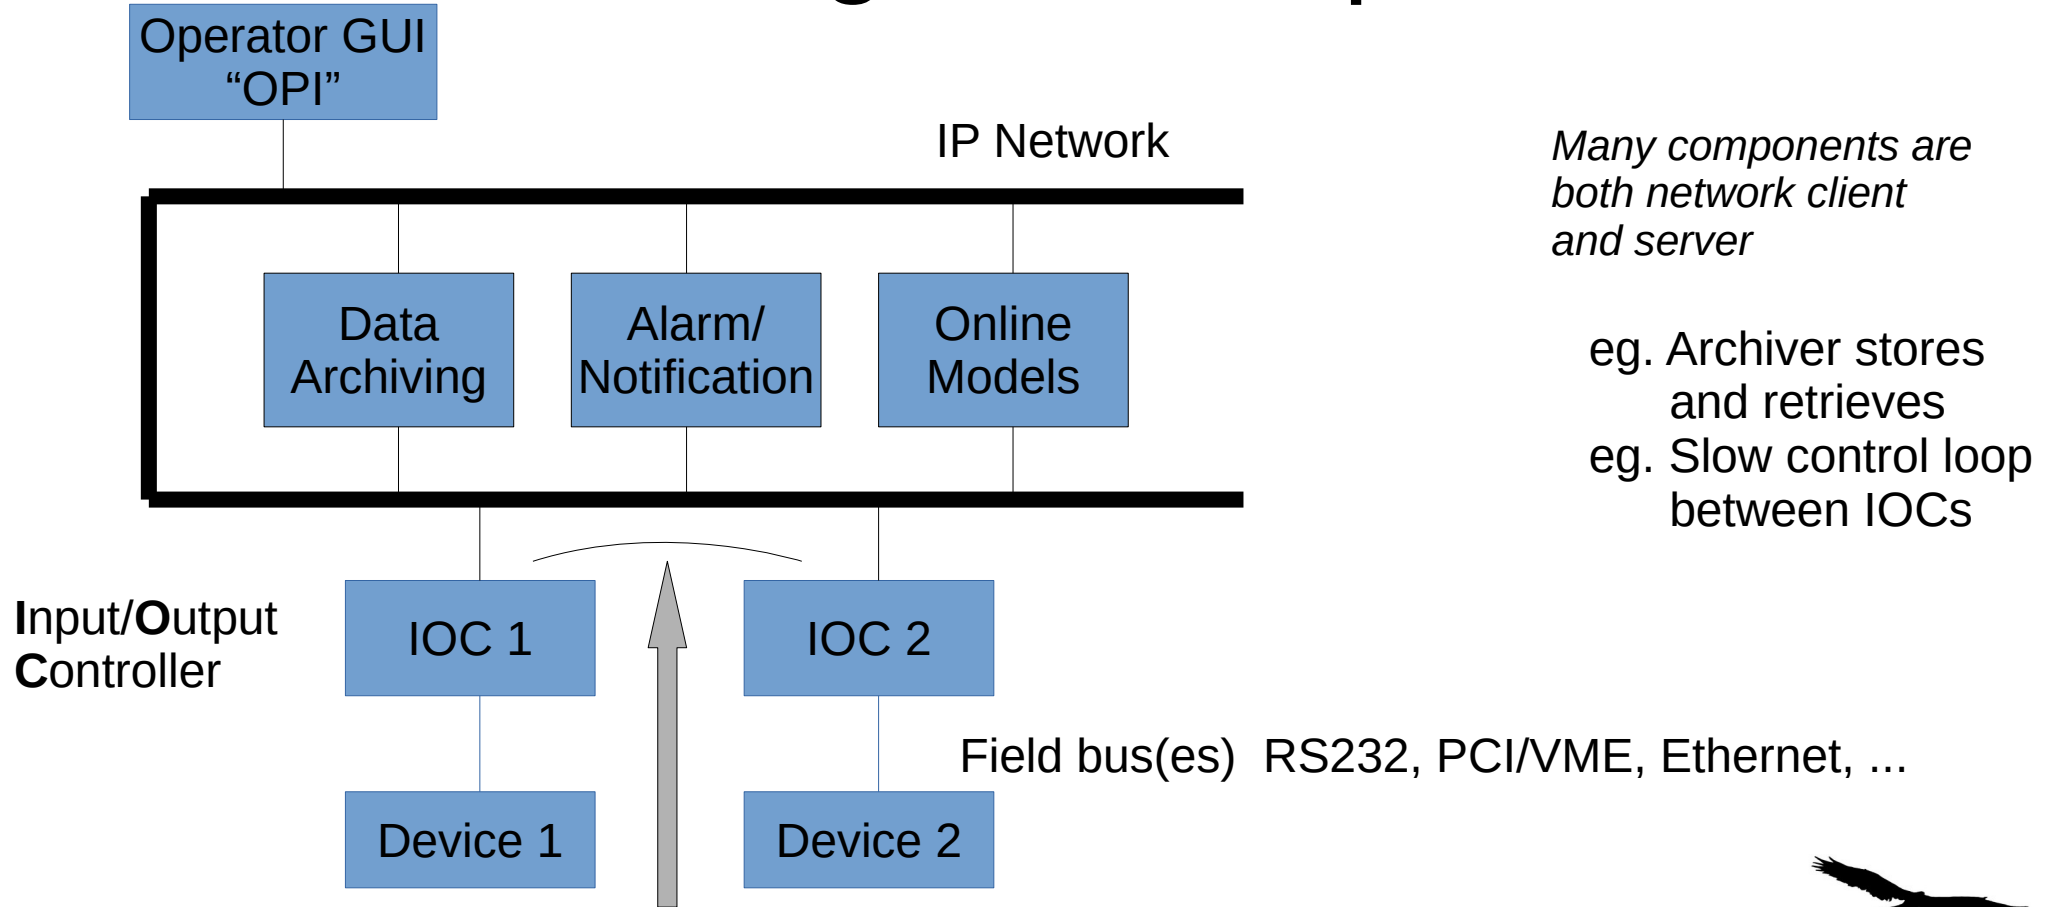 Operator GUI
“OPI”
IP Network
Many components are
both network client
and server
Data
Archiving
Alarm/
Notification
Online
Models
eg. Archiver stores
and retrieves
eg. Slow control loop
between IOCs
Input/Output
Controller
IOC 1
IOC 2
Field bus(es)  RS232, PCI/VME, Ethernet, ...
Device 1
Device 2